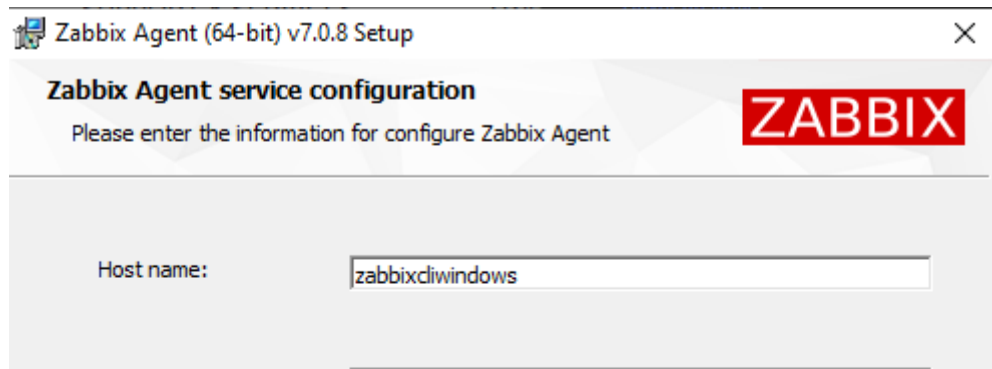 Zabbix Agent (64-bit) v7.0.8 Setup
Zabbix Agent service configuration
Please enter the information for configure Zabbix Agent
ZABBIX
Host name:
zabbixcliwindows